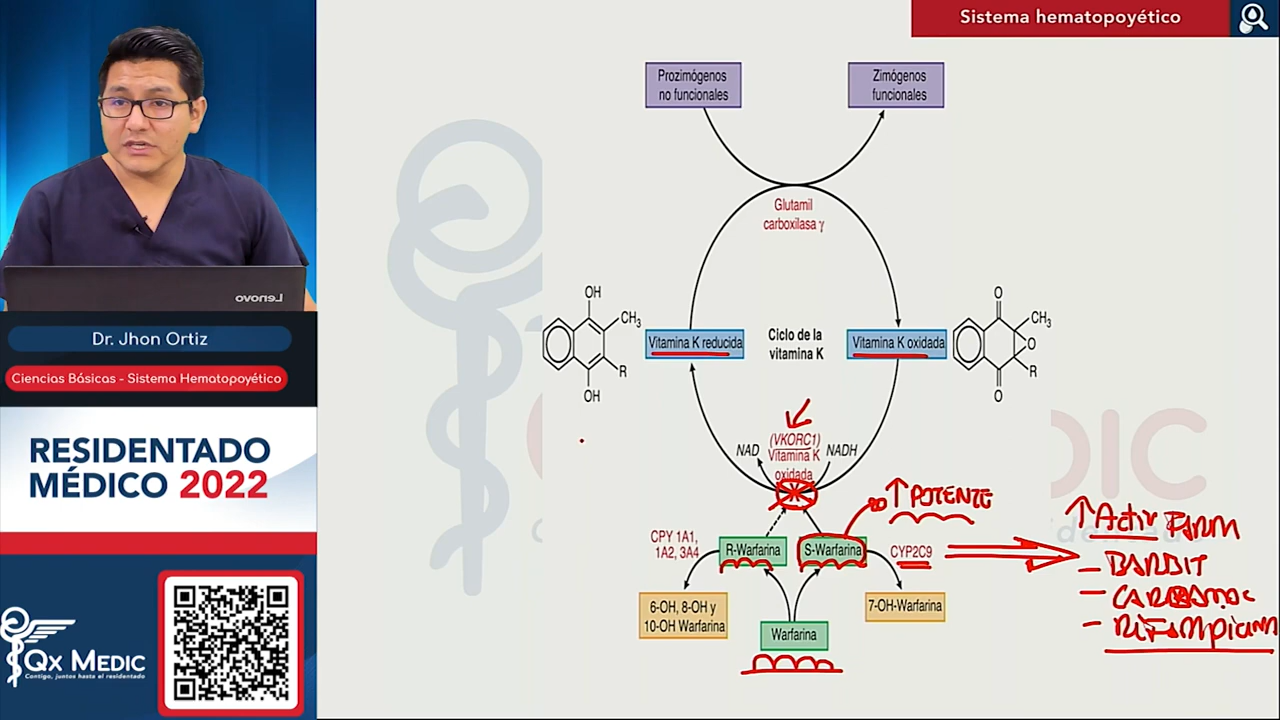 Sistema hematopoyético
Prozimógenos
no funcionales
Zimógenos
funcionales
Glutamil
carboxilasa γ
OH
CH3
R
OH
Vitamina K reducida
Ciclo de la
vitamina K
Vitamina K oxidada
O
CH3
O
R
O
NAD
(VKORC1)
Vitamina K
oxidada
NADH
↑ POTENTE
CPY 1A1,
1A2, 3A4
R-Warfarina
S-Warfarina
CYP2C9
6-OH, 8-OH y
10-OH Warfarina
7-OH-Warfarina
Warfarina
↑ Activ
- BARBIT
lenovo
Dr. Jhon Ortiz
Ciencias Básicas - Sistema Hematopoyético
RESIDENTADO
MÉDICO 2022
QX MEDIC
Contigo, juntos hasta el residentado
DIC